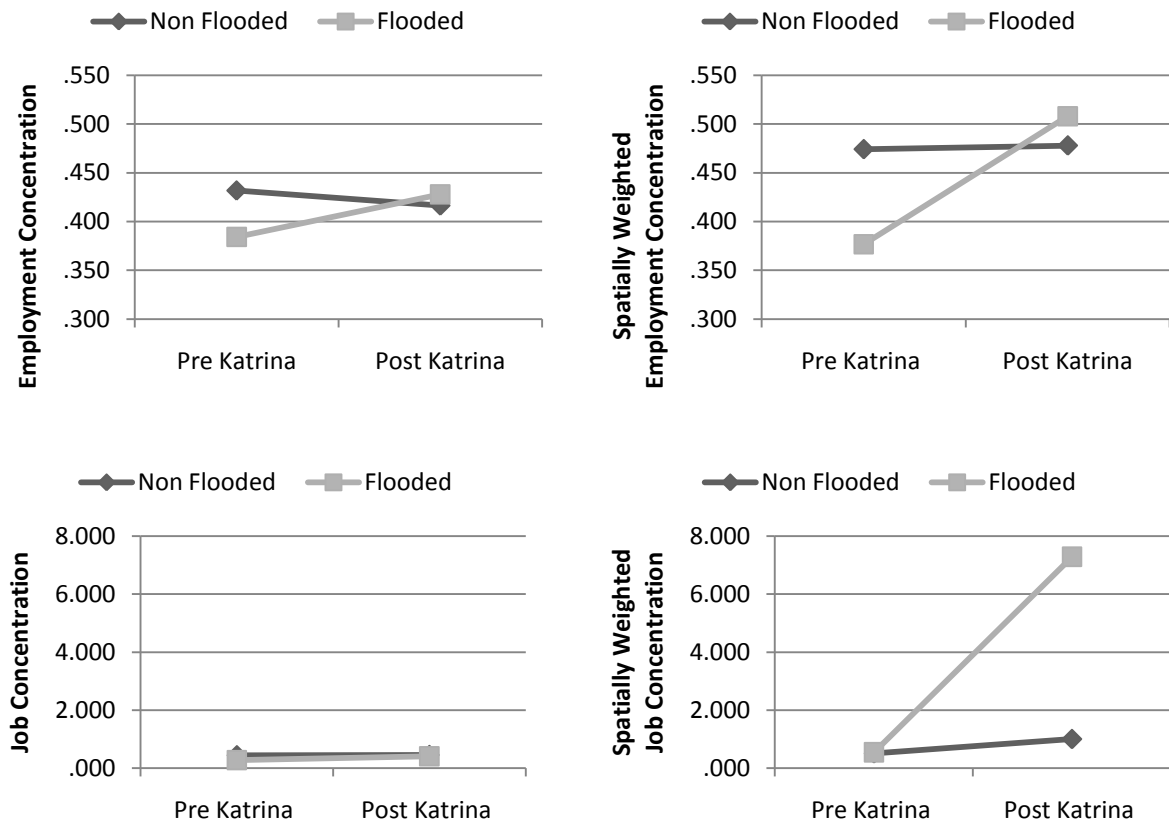 Non Flooded Flooded
.550
.500
.450
.400
.350
.300
Employment Concentration
Pre Katrina Post Katrina
Non Flooded Flooded
.550
.500
.450
.400
.350
.300
Spatially Weighted
Employment Concentration
Pre Katrina Post Katrina
Non Flooded Flooded
8.000
6.000
4.000
2.000
.000
Job Concentration
Pre Katrina Post Katrina
Non Flooded Flooded
8.000
6.000
4.000
2.000
.000
Spatially Weighted
Job Concentration
Pre Katrina Post Katrina